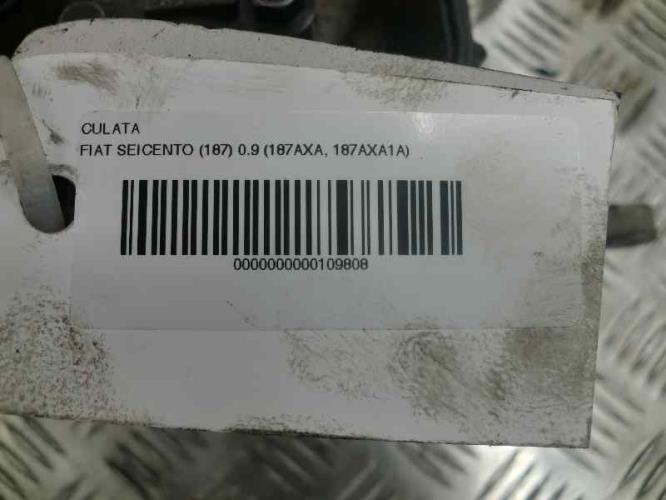 CULATA
FIAT SEICENTO (187) 0.9 (187AXA, 187AXA1A)
0000000000109808